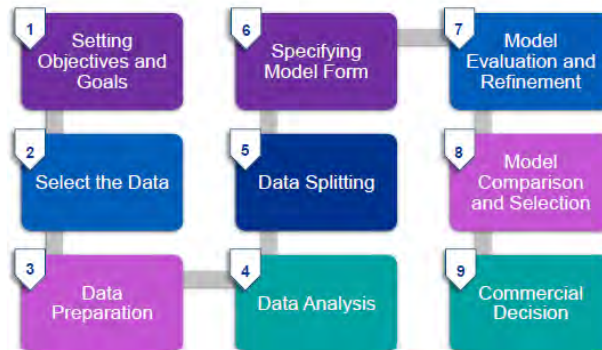 1
Setting
Objectives and
Goals
2
Select the Data
3
Data
Preparation
4
Data Analysis
5
Data Splitting
6
Specifying
Model Form
7
Model
Evaluation and
Refinement
8
Model
Comparison
and Selection
9
Commercial
Decision